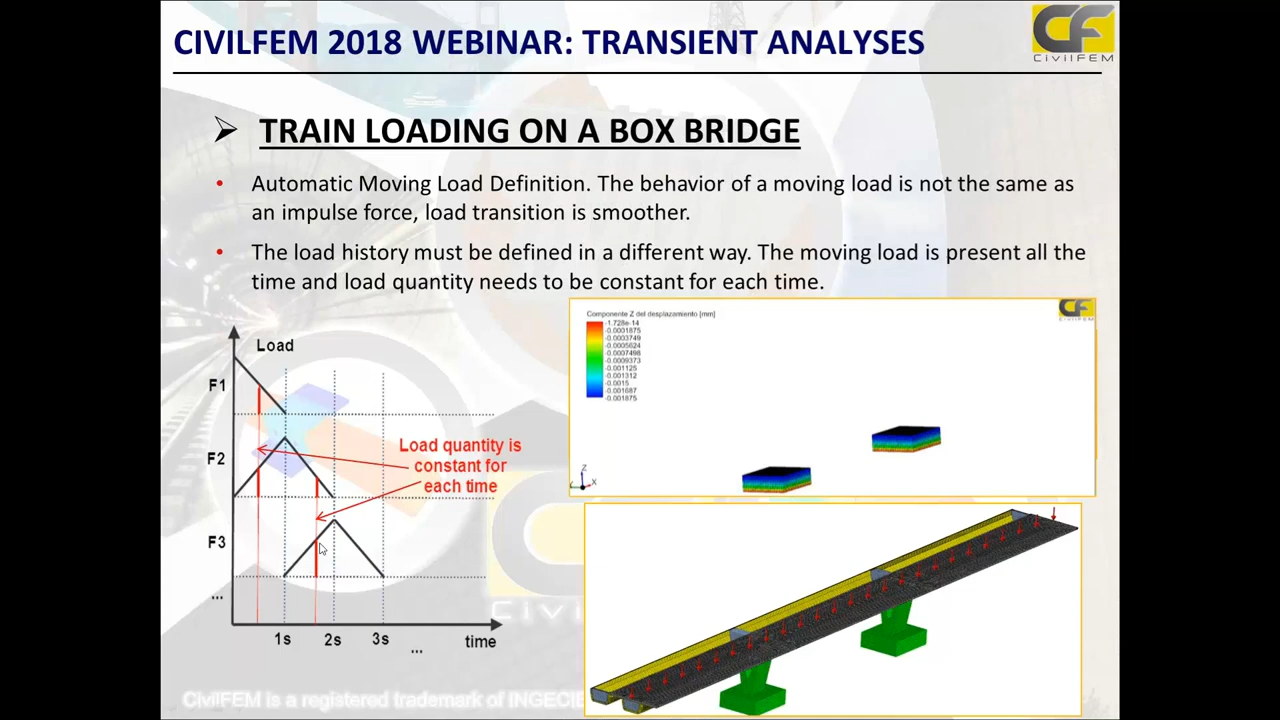 CIVILFEM 2018 WEBINAR: TRANSIENT ANALYSES
CF
CivilFEM
TRAIN LOADING ON A BOX BRIDGE
Automatic Moving Load Definition. The behavior of a moving load is not the same as
an impulse force, load transition is smoother.
The load history must be defined in a different way. The moving load is present all the
time and load quantity needs to be constant for each time.
Load
F1
F2
F3
...
Load quantity is
constant for
each time
1s
2s
3s
...
time
Componente Z del desplazamiento [mm]
-1.728e-14
-0.0001875
-0.0003749
-0.0005624
-0.0007498
-0.0009373
-0.001125
-0.001312
-0.0015
-0.001687
-0.001875
Z
X
CF
CIVILFEM
CivilFEM is a registered trademark of INGECIE